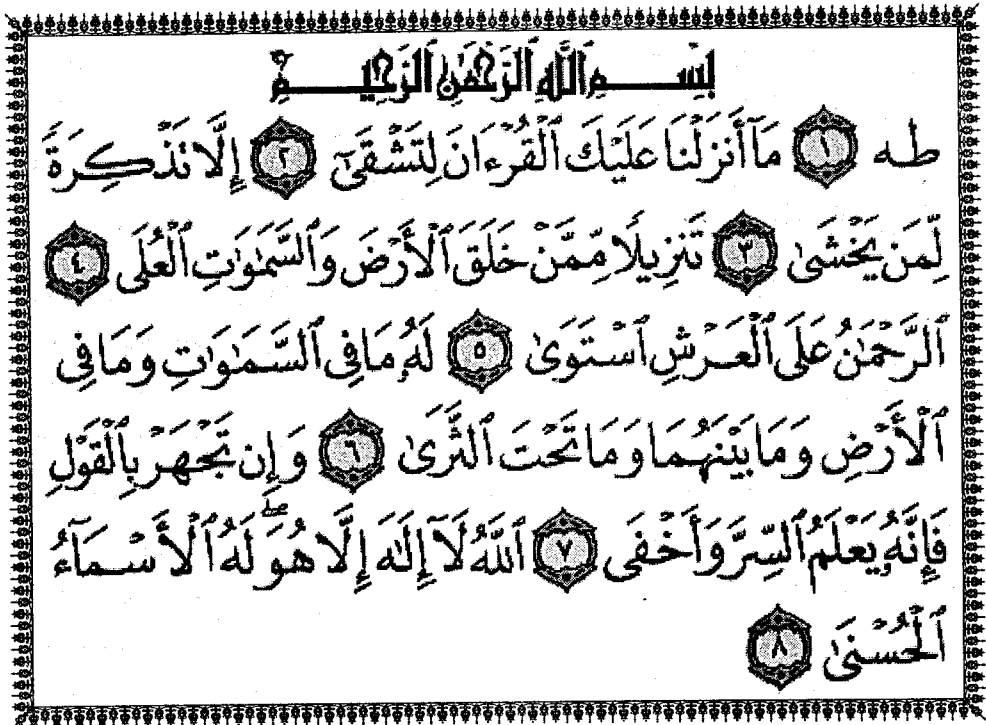 بِسْمِ ٱللَّهِ ٱلرَّحْمَٰنِ ٱلرَّحِيمِ
طه ١ مَآ أَنزَلْنَا عَلَيْكَ ٱلْقُرْءَانَ لِتَشْقَىٰٓ ٢ إِلَّا تَذْكِرَةً
لِّمَن يَخْشَىٰ ٣ تَنزِيلًا مِّمَّنْ خَلَقَ ٱلْأَرْضَ وَٱلسَّمَٰوَٰتِ ٱلْعُلَى ٤
ٱلرَّحْمَٰنُ عَلَى ٱلْعَرْشِ ٱسْتَوَىٰ ٥ لَهُۥ مَا فِى ٱلسَّمَٰوَٰتِ وَمَا فِى
ٱلْأَرْضِ وَمَا بَيْنَهُمَا وَمَا تَحْتَ ٱلثَّرَىٰ ٦ وَإِن تَجْهَرْ بِٱلْقَوْلِ
فَإِنَّهُۥ يَعْلَمُ ٱلسِّرَّ وَأَخْفَى ٧ ٱللَّهُ لَآ إِلَٰهَ إِلَّا هُوَ ۖ لَهُ ٱلْأَسْمَآءُ
ٱلْحُسْنَىٰ ٨